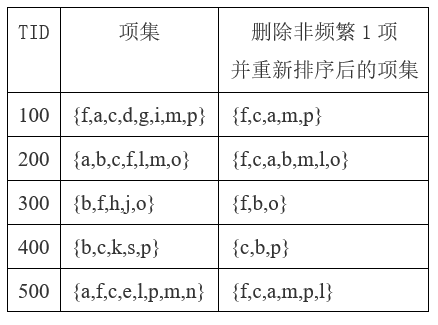 TID 项集 删除非频繁1项
并重新排序后的项集
100 {f,a,c,d,g,i,m,p} {f,c,a,m,p}
200 {a,b,c,f,l,m,o} {f,c,a,b,m,l,o}
300 {b,f,h,j,o} {f,b,o}
400 {b,c,k,s,p} {c,b,p}
500 {a,f,c,e,l,p,m,n} {f,c,a,m,p,l}